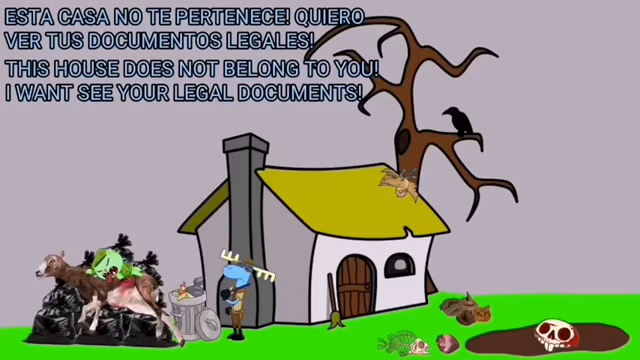 ESTA CASA NO TE PERTENECE! QUIERO
VER TUS DOCUMENTOS LEGALES!
THIS HOUSE DOES NOT BELONG TO YOU!
I WANT SEE YOUR LEGAL DOCUMENTS!